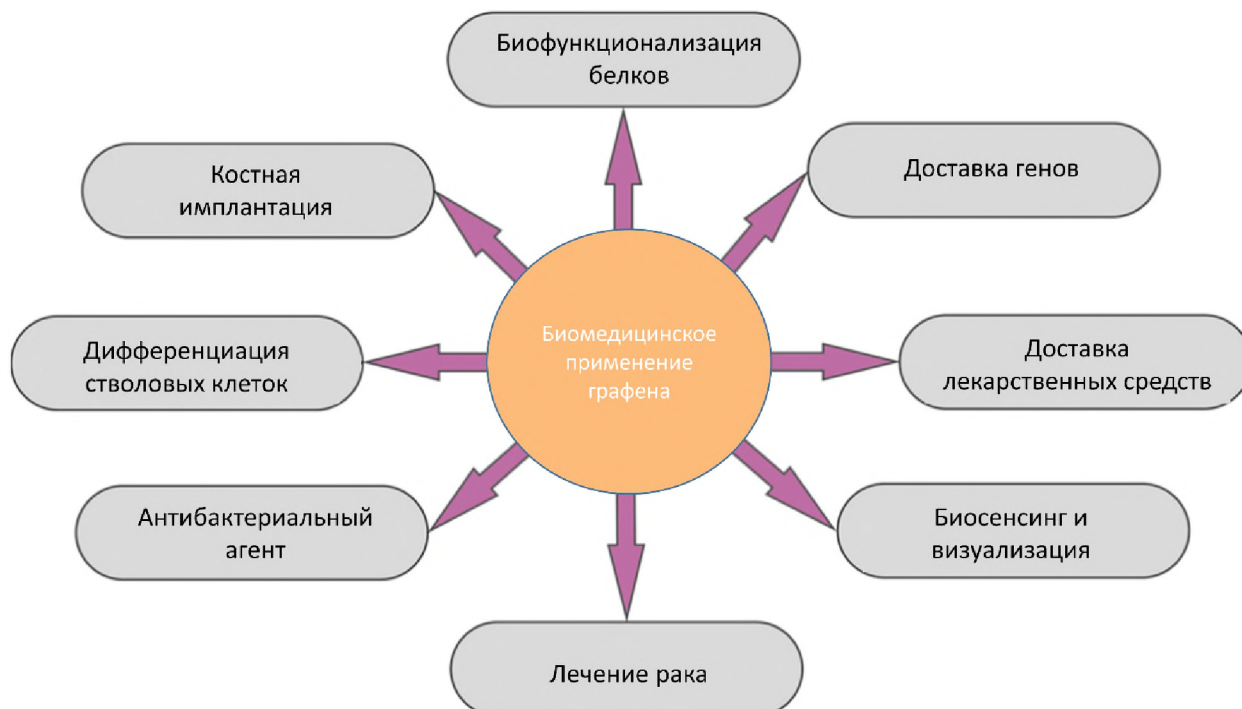 Биофункционализация
белков
Костная
имплантация
Доставка генов
Дифференциация
стволовых клеток
Биомедицинское
применение
графена
Доставка
лекарственных средств
Антибактериальный
агент
Биосенсинг и
визуализация
Лечение рака